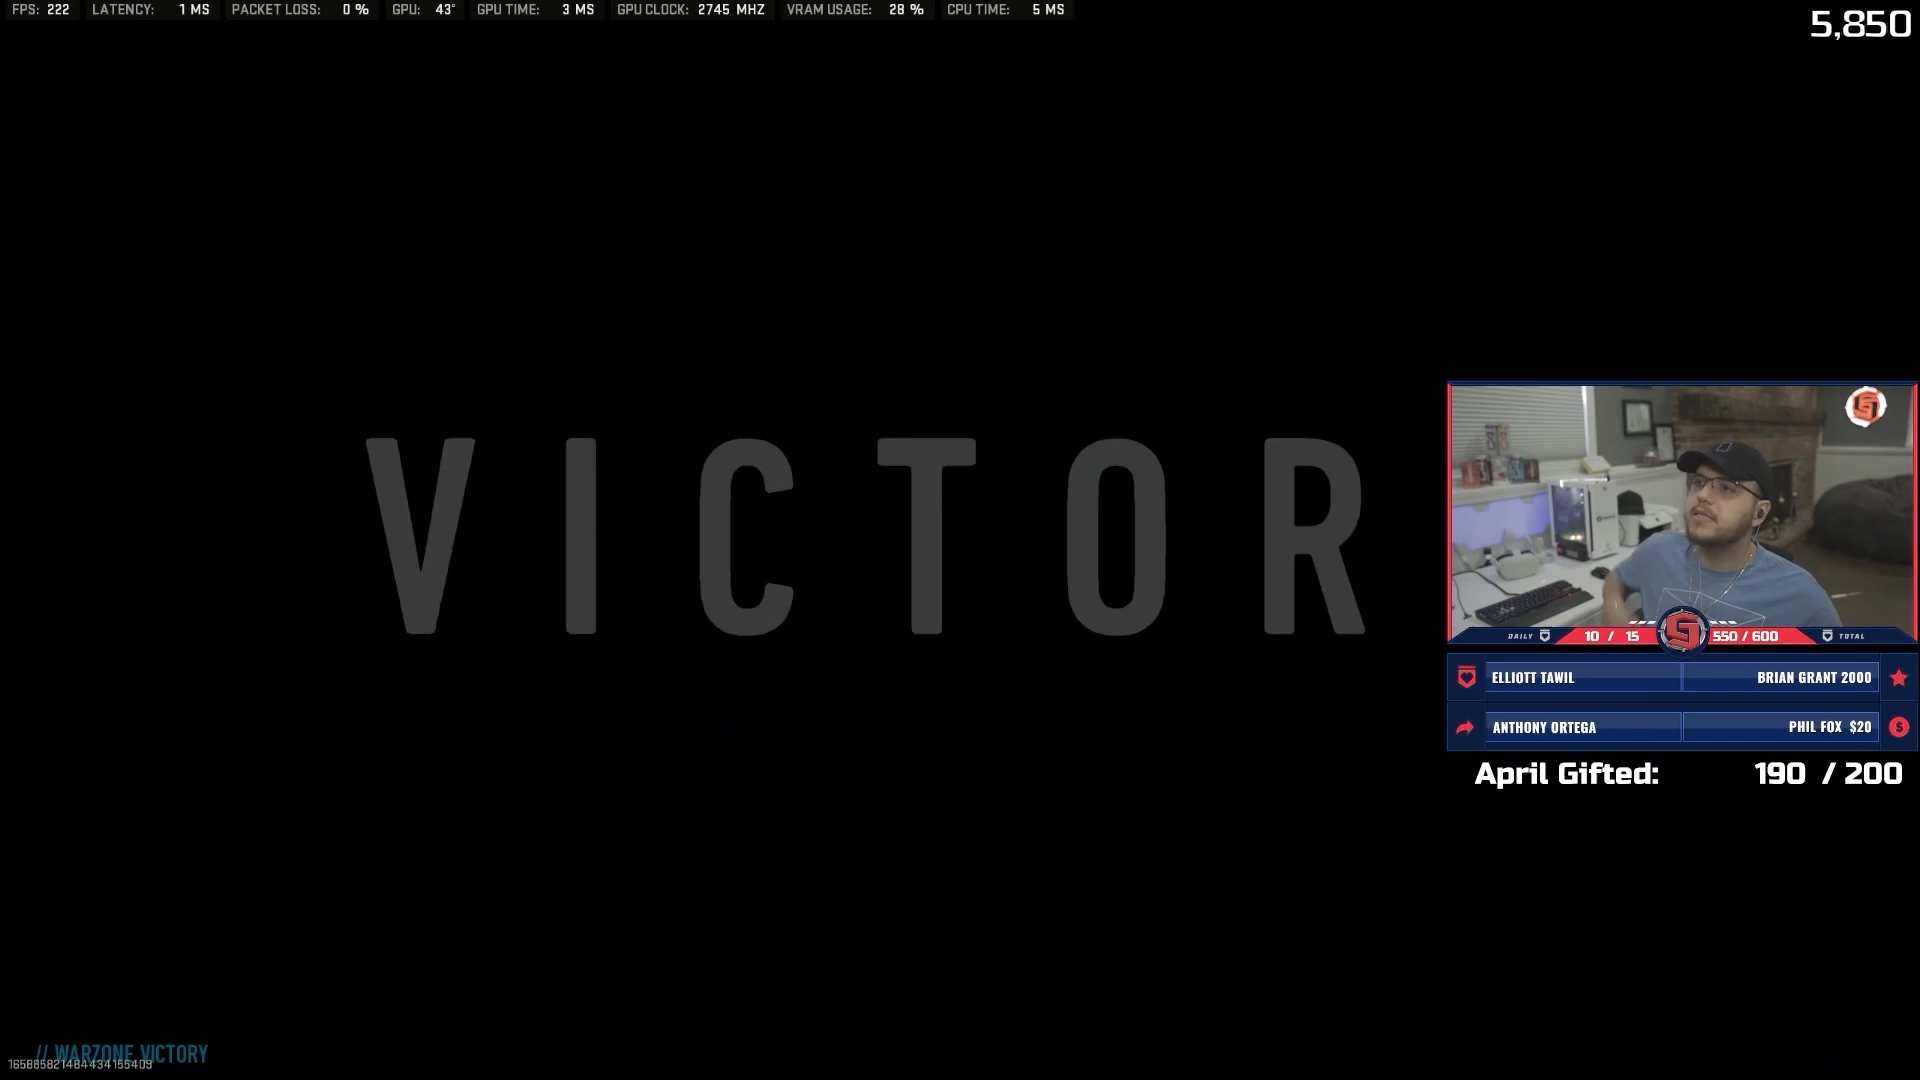 FPS: 222 LATENCY: 1 MS PACKET LOSS: 0 % GPU: 43° GPU TIME: 3 MS GPU CLOCK: 2745 MHZ VRAM USAGE: 28 % CPU TIME: 5 MS
5,850
VICTOR
DAILY 10 / 15 550 / 600 TOTAL
ELLIOTT TAWIL BRIAN GRANT 2000
ANTHONY ORTEGA PHIL FOX $20
April Gifted: 190 / 200
// WARZONE VICTORY